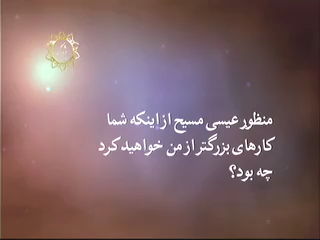 منظور عیسی مسیح از اینکه شما
کارهای بزرگتر از من خواهید کرد
چه بود؟